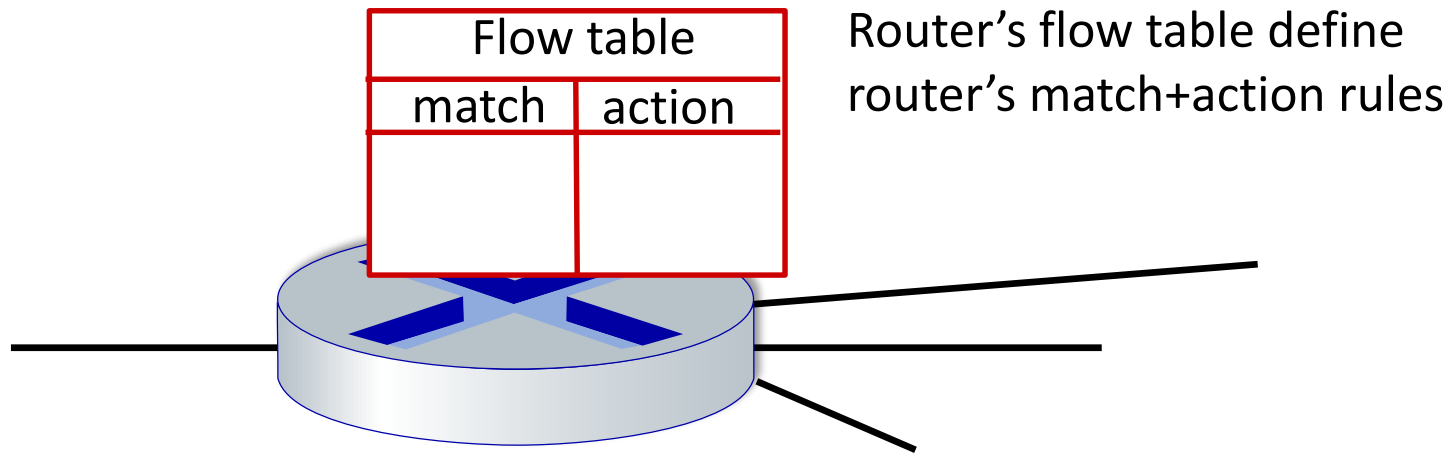 Flow table
match action
Router’s flow table define
router’s match+action rules